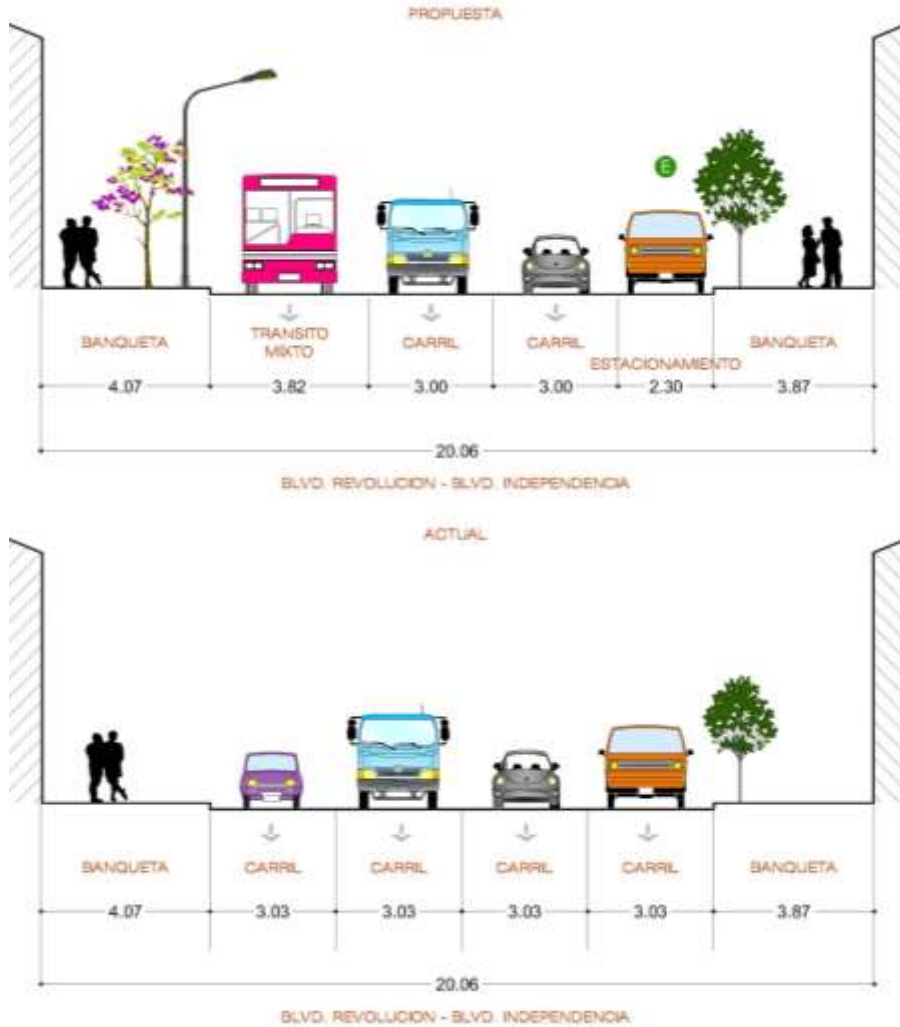 PROPUESTA
E
BANQUETA TRANSITO MIXTO CARRIL CARRIL ESTACIONAMIENTO BANQUETA
4.07 3.82 3.00 3.00 2.30 3.87
20.06
BLVD. REVOLUCION - BLVD. INDEPENDENCIA
ACTUAL
BANQUETA CARRIL CARRIL CARRIL CARRIL BANQUETA
4.07 3.03 3.03 3.03 3.03 3.87
20.06
BLVD. REVOLUCION - BLVD. INDEPENDENCIA